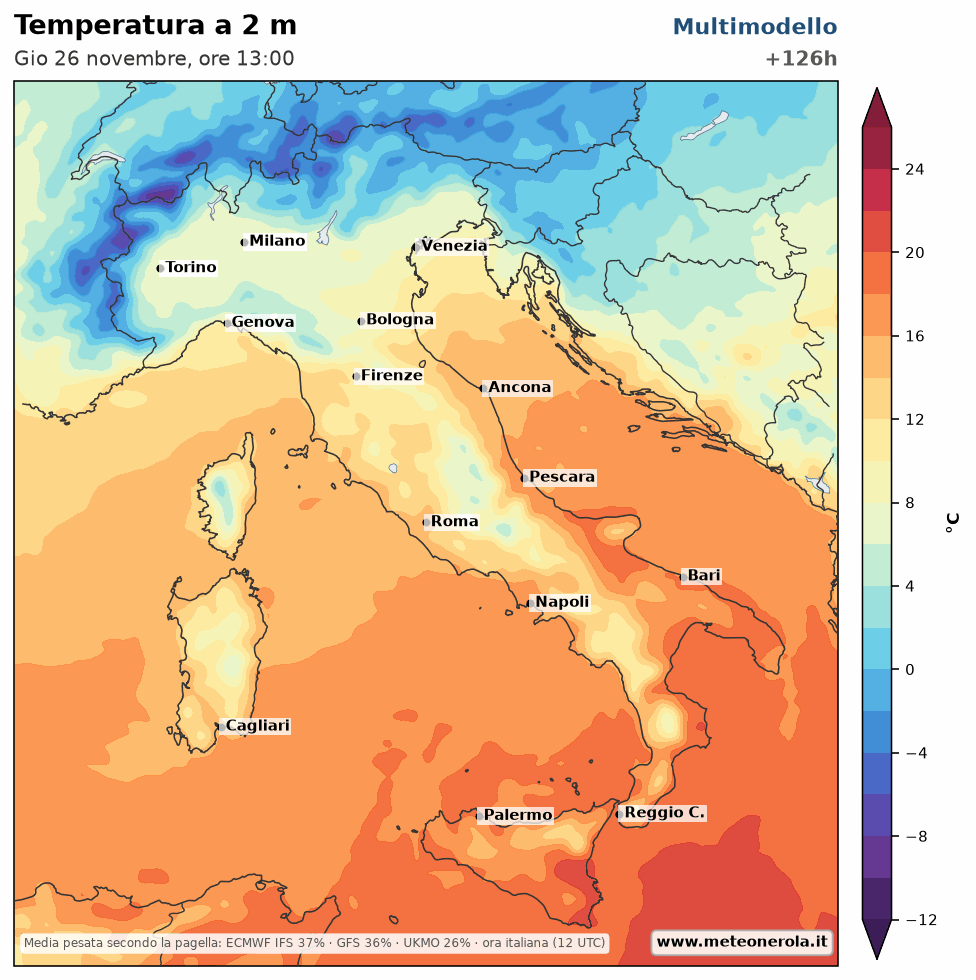 Temperatura a 2 m
Multimodello
Gio 26 novembre, ore 13:00
+126h
Milano
Venezia
Torino
Genova
Bologna
Firenze
Ancona
Pescara
Roma
Bari
Napoli
Cagliari
Palermo
Reggio C.
24
20
16
12
8
4
0
−4
−8
−12
°C
Media pesata secondo la pagella: ECMWF IFS 37% · GFS 36% · UKMO 26% · ora italiana (12 UTC)
www.meteonerola.it